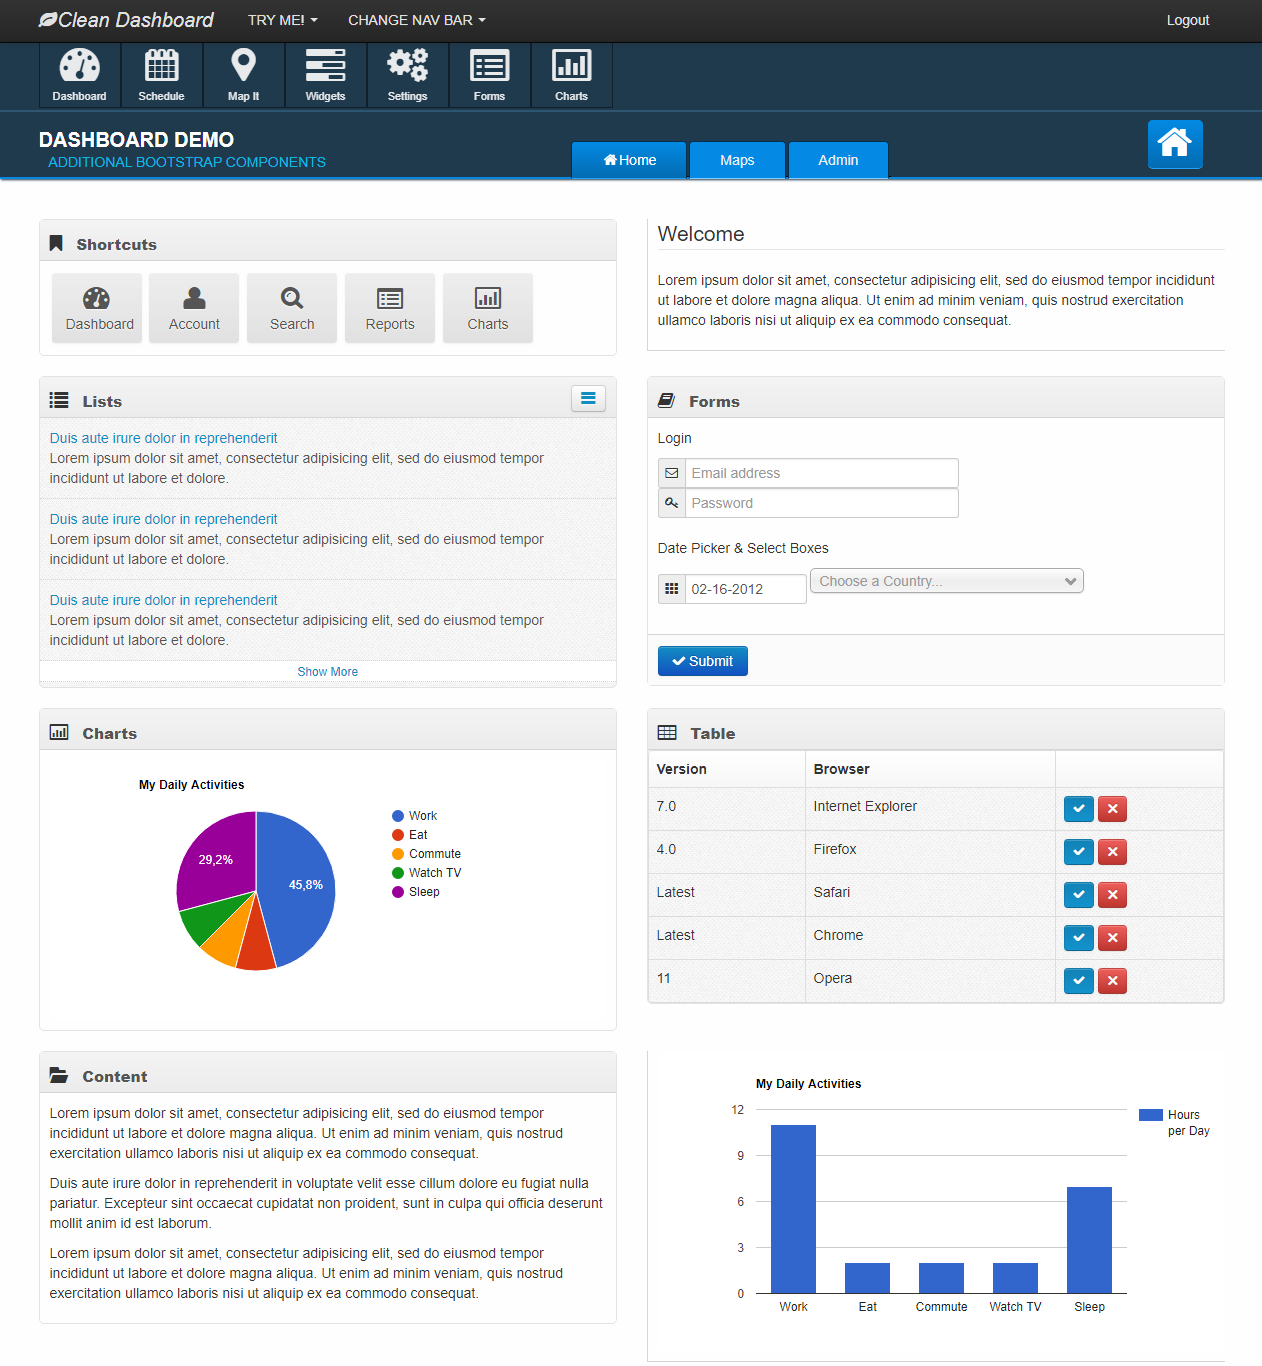 Clean Dashboard
TRY ME!
CHANGE NAV BAR
Logout
Dashboard
Schedule
Map It
Widgets
Settings
Forms
Charts
DASHBOARD DEMO
ADDITIONAL BOOTSTRAP COMPONENTS
Home
Maps
Admin
Shortcuts
Dashboard
Account
Search
Reports
Charts
Welcome
Lorem ipsum dolor sit amet, consectetur adipisicing elit, sed do eiusmod tempor incididunt
ut labore et dolore magna aliqua. Ut enim ad minim veniam, quis nostrud exercitation
ullamco laboris nisi ut aliquip ex ea commodo consequat.
Lists
Duis aute irure dolor in reprehenderit
Lorem ipsum dolor sit amet, consectetur adipisicing elit, sed do eiusmod tempor
incididunt ut labore et dolore.
Duis aute irure dolor in reprehenderit
Lorem ipsum dolor sit amet, consectetur adipisicing elit, sed do eiusmod tempor
incididunt ut labore et dolore.
Duis aute irure dolor in reprehenderit
Lorem ipsum dolor sit amet, consectetur adipisicing elit, sed do eiusmod tempor
incididunt ut labore et dolore.
Show More
Forms
Login
Email address
Password
Date Picker & Select Boxes
02-16-2012
Choose a Country...
Submit
Charts
My Daily Activities
29,2%
45,8%
Work
Eat
Commute
Watch TV
Sleep
Table
Version
Browser
7.0
Internet Explorer
4.0
Firefox
Latest
Safari
Latest
Chrome
11
Opera
Content
Lorem ipsum dolor sit amet, consectetur adipisicing elit, sed do eiusmod tempor
incididunt ut labore et dolore magna aliqua. Ut enim ad minim veniam, quis nostrud
exercitation ullamco laboris nisi ut aliquip ex ea commodo consequat.
Duis aute irure dolor in reprehenderit in voluptate velit esse cillum dolore eu fugiat nulla
pariatur. Excepteur sint occaecat cupidatat non proident, sunt in culpa qui officia deserunt
mollit anim id est laborum.
Lorem ipsum dolor sit amet, consectetur adipisicing elit, sed do eiusmod tempor
incididunt ut labore et dolore magna aliqua. Ut enim ad minim veniam, quis nostrud
exercitation ullamco laboris nisi ut aliquip ex ea commodo consequat.
My Daily Activities
12
9
6
3
0
Work
Eat
Commute
Watch TV
Sleep
Hours
per Day